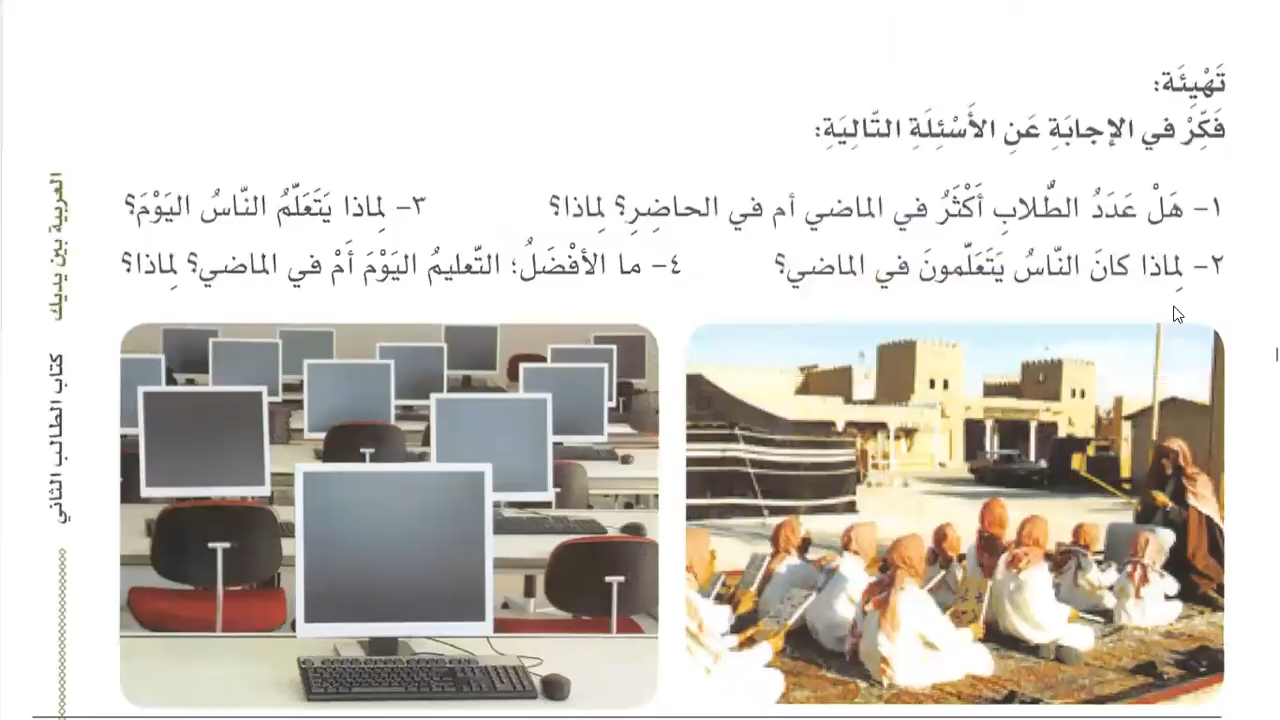 تَهْيِئَة:
فَكِّرْ في الإجابَةِ عَنِ الأَسْئِلَةِ التّالِيَةِ:
١- هَلْ عَدَدُ الطُّلابِ أَكْثَرُ في الماضي أم في الحاضِرِ؟ لِماذا؟
٣- لِماذا يَتَعَلَّمُ النّاسُ اليَوْمَ؟
٢- لِماذا كانَ النّاسُ يَتَعَلَّمونَ في الماضي؟
٤- ما الأفْضَلُ؛ التّعليمُ اليَوْمَ أَمْ في الماضي؟ لِماذا؟
العربية بين يديك
كتاب الطالب الثاني